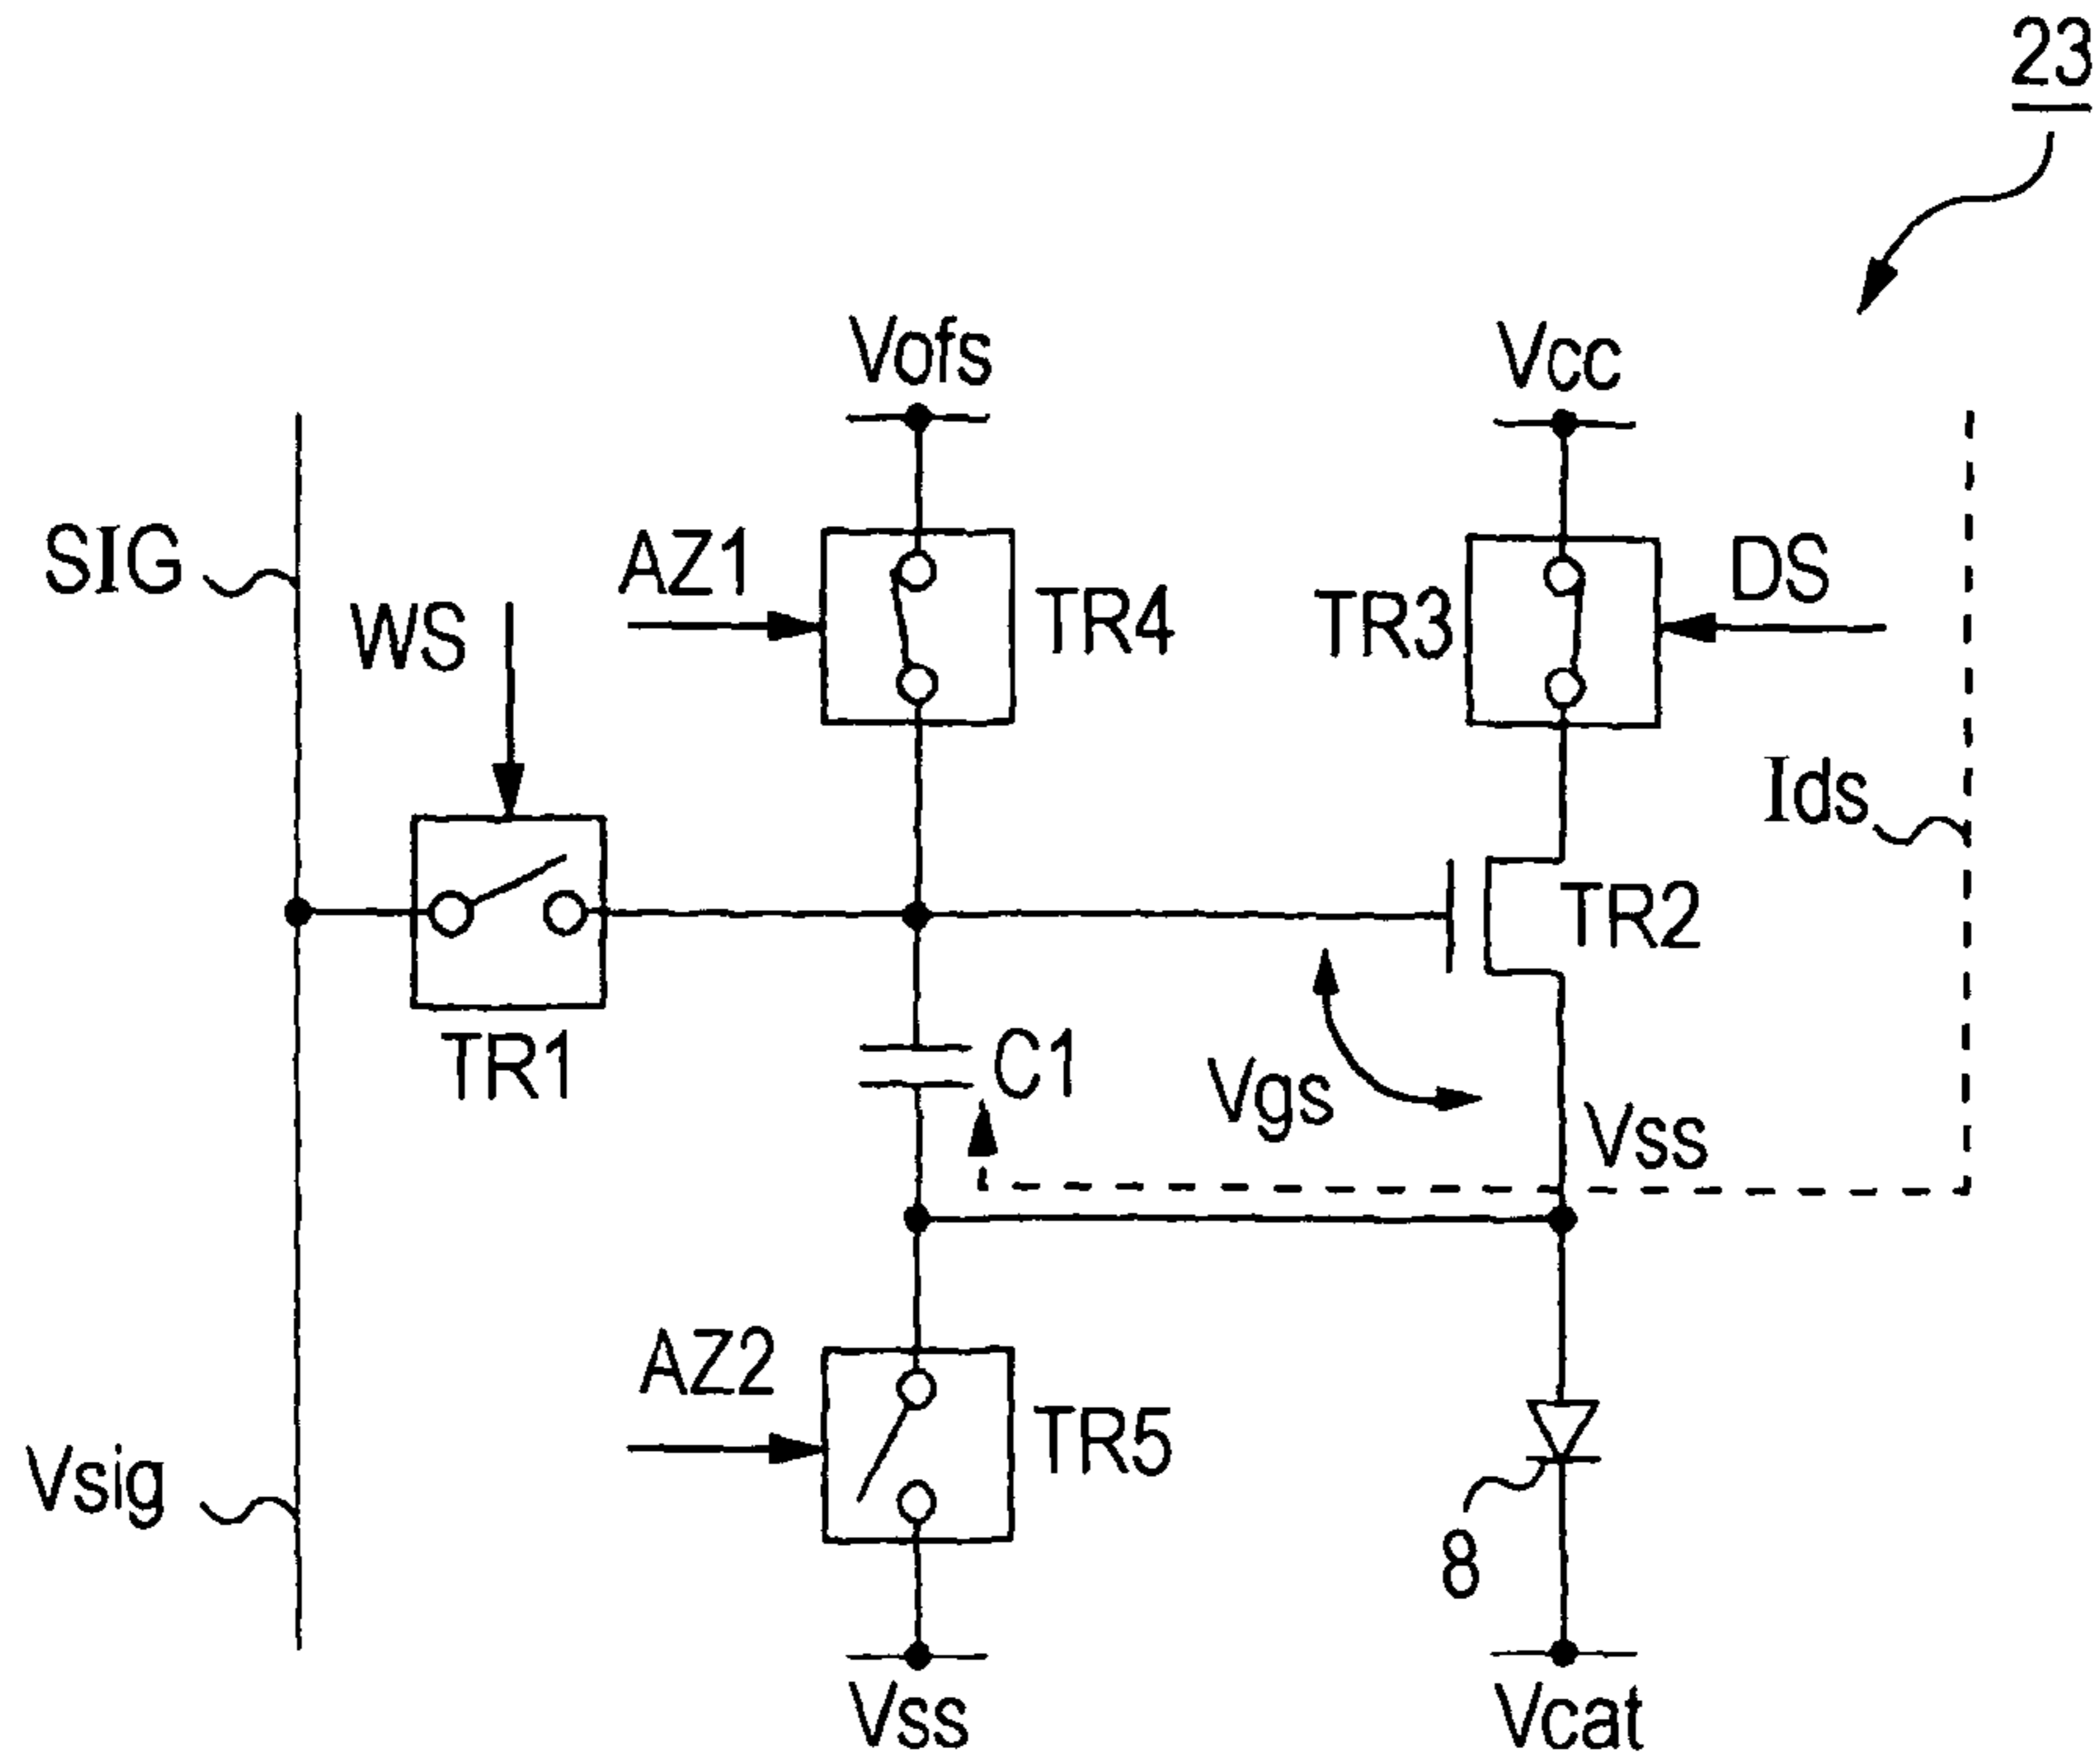 23
Vofs
Vcc
SIG
AZ1
TR4
TR3
DS
WS
Ids
TR2
TR1
C1
Vgs
Vss
AZ2
TR5
Vsig
8
Vss
Vcat